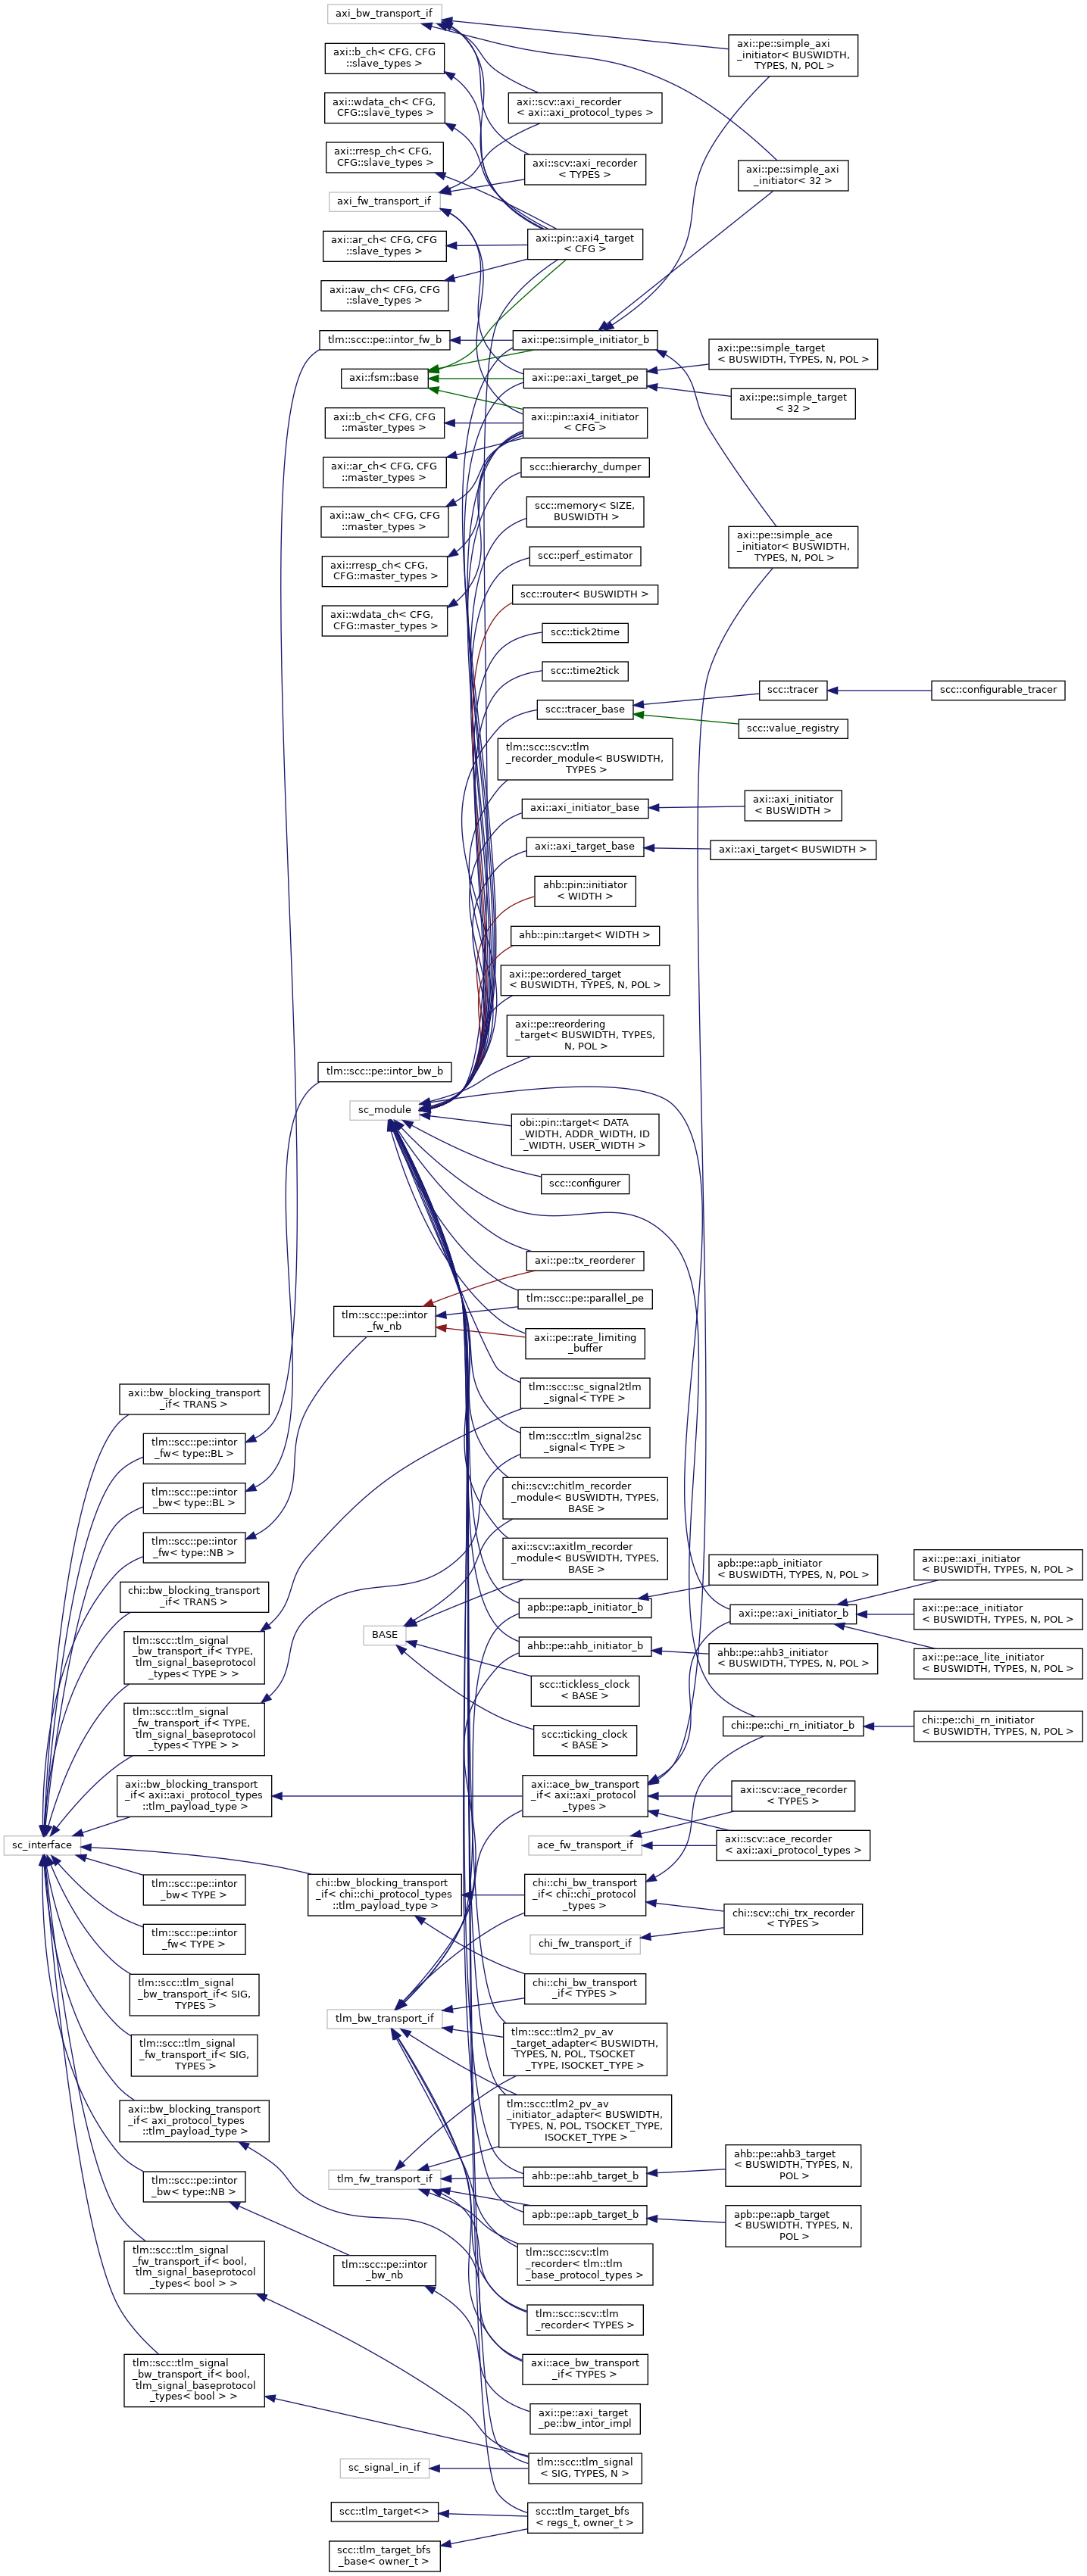 axi_bw_transport_if
axi::b_ch< CFG, CFG
::slave_types >
axi::wdata_ch< CFG,
CFG::slave_types >
axi::rresp_ch< CFG,
CFG::slave_types >
axi_fw_transport_if
axi::ar_ch< CFG, CFG
::slave_types >
axi::aw_ch< CFG, CFG
::slave_types >
tlm::scc::pe::intor_fw_b
axi::fsm::base
axi::b_ch< CFG, CFG
::master_types >
axi::ar_ch< CFG, CFG
::master_types >
axi::aw_ch< CFG, CFG
::master_types >
axi::rresp_ch< CFG,
CFG::master_types >
axi::wdata_ch< CFG,
CFG::master_types >
axi::pe::simple_axi
_initiator< BUSWIDTH,
TYPES, N, POL >
axi::scv::axi_recorder
< axi::axi_protocol_types >
axi::scv::axi_recorder
< TYPES >
axi::pe::simple_axi
_initiator< 32 >
axi::pin::axi4_target
< CFG >
axi::pe::simple_initiator_b
axi::pe::axi_target_pe
axi::pe::simple_target
< BUSWIDTH, TYPES, N, POL >
axi::pe::simple_target
< 32 >
axi::pin::axi4_initiator
< CFG >
scc::hierarchy_dumper
scc::memory< SIZE,
BUSWIDTH >
axi::pe::simple_ace
_initiator< BUSWIDTH,
TYPES, N, POL >
scc::perf_estimator
scc::router< BUSWIDTH >
scc::tick2time
scc::time2tick
scc::tracer_base
scc::tracer
scc::configurable_tracer
scc::value_registry
tlm::scc::scv::tlm
_recorder_module< BUSWIDTH,
TYPES >
axi::axi_initiator_base
axi::axi_initiator
< BUSWIDTH >
axi::axi_target_base
axi::axi_target< BUSWIDTH >
ahb::pin::initiator
< WIDTH >
ahb::pin::target< WIDTH >
axi::pe::ordered_target
< BUSWIDTH, TYPES, N, POL >
axi::pe::reordering
_target< BUSWIDTH, TYPES,
N, POL >
tlm::scc::pe::intor_bw_b
sc_module
obi::pin::target< DATA
_WIDTH, ADDR_WIDTH, ID
_WIDTH, USER_WIDTH >
scc::configurer
axi::pe::tx_reorderer
tlm::scc::pe::parallel_pe
tlm::scc::pe::intor
_fw_nb
axi::pe::rate_limiting
_buffer
tlm::scc::sc_signal2tlm
_signal< TYPE >
tlm::scc::tlm_signal2sc
_signal< TYPE >
chi::scv::chitlm_recorder
_module< BUSWIDTH, TYPES,
BASE >
axi::scv::axitlm_recorder
_module< BUSWIDTH, TYPES,
BASE >
axi::bw_blocking_transport
_if< TRANS >
tlm::scc::pe::intor
_fw< type::BL >
tlm::scc::pe::intor
_bw< type::BL >
tlm::scc::pe::intor
_fw< type::NB >
chi::bw_blocking_transport
_if< TRANS >
tlm::scc::tlm_signal
_bw_transport_if< TYPE,
tlm_signal_baseprotocol
_types< TYPE > >
tlm::scc::tlm_signal
_fw_transport_if< TYPE,
tlm_signal_baseprotocol
_types< TYPE > >
axi::bw_blocking_transport
_if< axi::axi_protocol_types
::tlm_payload_type >
sc_interface
tlm::scc::pe::intor
_bw< TYPE >
tlm::scc::pe::intor
_fw< TYPE >
tlm::scc::tlm_signal
_bw_transport_if< SIG,
TYPES >
tlm::scc::tlm_signal
_fw_transport_if< SIG,
TYPES >
axi::bw_blocking_transport
_if< axi_protocol_types
::tlm_payload_type >
tlm::scc::pe::intor
_bw< type::NB >
tlm::scc::tlm_signal
_fw_transport_if< bool,
tlm_signal_baseprotocol
_types< bool > >
tlm::scc::tlm_signal
_bw_transport_if< bool,
tlm_signal_baseprotocol
_types< bool > >
BASE
apb::pe::apb_initiator_b
apb::pe::apb_initiator
< BUSWIDTH, TYPES, N, POL >
ahb::pe::ahb_initiator_b
ahb::pe::ahb3_initiator
< BUSWIDTH, TYPES, N, POL >
axi::pe::axi_initiator_b
axi::pe::axi_initiator
< BUSWIDTH, TYPES, N, POL >
axi::pe::ace_initiator
< BUSWIDTH, TYPES, N, POL >
axi::pe::ace_lite_initiator
< BUSWIDTH, TYPES, N, POL >
scc::tickless_clock
< BASE >
scc::ticking_clock
< BASE >
chi::pe::chi_rn_initiator_b
chi::pe::chi_rn_initiator
< BUSWIDTH, TYPES, N, POL >
axi::ace_bw_transport
_if< axi::axi_protocol
_types >
axi::scv::ace_recorder
< TYPES >
ace_fw_transport_if
axi::scv::ace_recorder
< axi::axi_protocol_types >
chi::bw_blocking_transport
_if< chi::chi_protocol_types
::tlm_payload_type >
chi::chi_bw_transport
_if< chi::chi_protocol
_types >
chi::scv::chi_trx_recorder
< TYPES >
chi_fw_transport_if
chi::chi_bw_transport
_if< TYPES >
tlm_bw_transport_if
tlm::scc::tlm2_pv_av
_target_adapter< BUSWIDTH,
TYPES, N, POL, TSOCKET
_TYPE, ISOCKET_TYPE >
tlm::scc::tlm2_pv_av
_initiator_adapter< BUSWIDTH,
TYPES, N, POL, TSOCKET_TYPE,
ISOCKET_TYPE >
tlm_fw_transport_if
ahb::pe::ahb_target_b
ahb::pe::ahb3_target
< BUSWIDTH, TYPES, N,
POL >
apb::pe::apb_target_b
apb::pe::apb_target
< BUSWIDTH, TYPES, N,
POL >
tlm::scc::scv::tlm
_recorder< tlm::tlm
_base_protocol_types >
tlm::scc::pe::intor
_bw_nb
tlm::scc::scv::tlm
_recorder< TYPES >
axi::ace_bw_transport
_if< TYPES >
axi::pe::axi_target
_pe::bw_intor_impl
sc_signal_in_if
tlm::scc::tlm_signal
< SIG, TYPES, N >
scc::tlm_target<>
scc::tlm_target_bfs
< regs_t, owner_t >
scc::tlm_target_bfs
_base< owner_t >